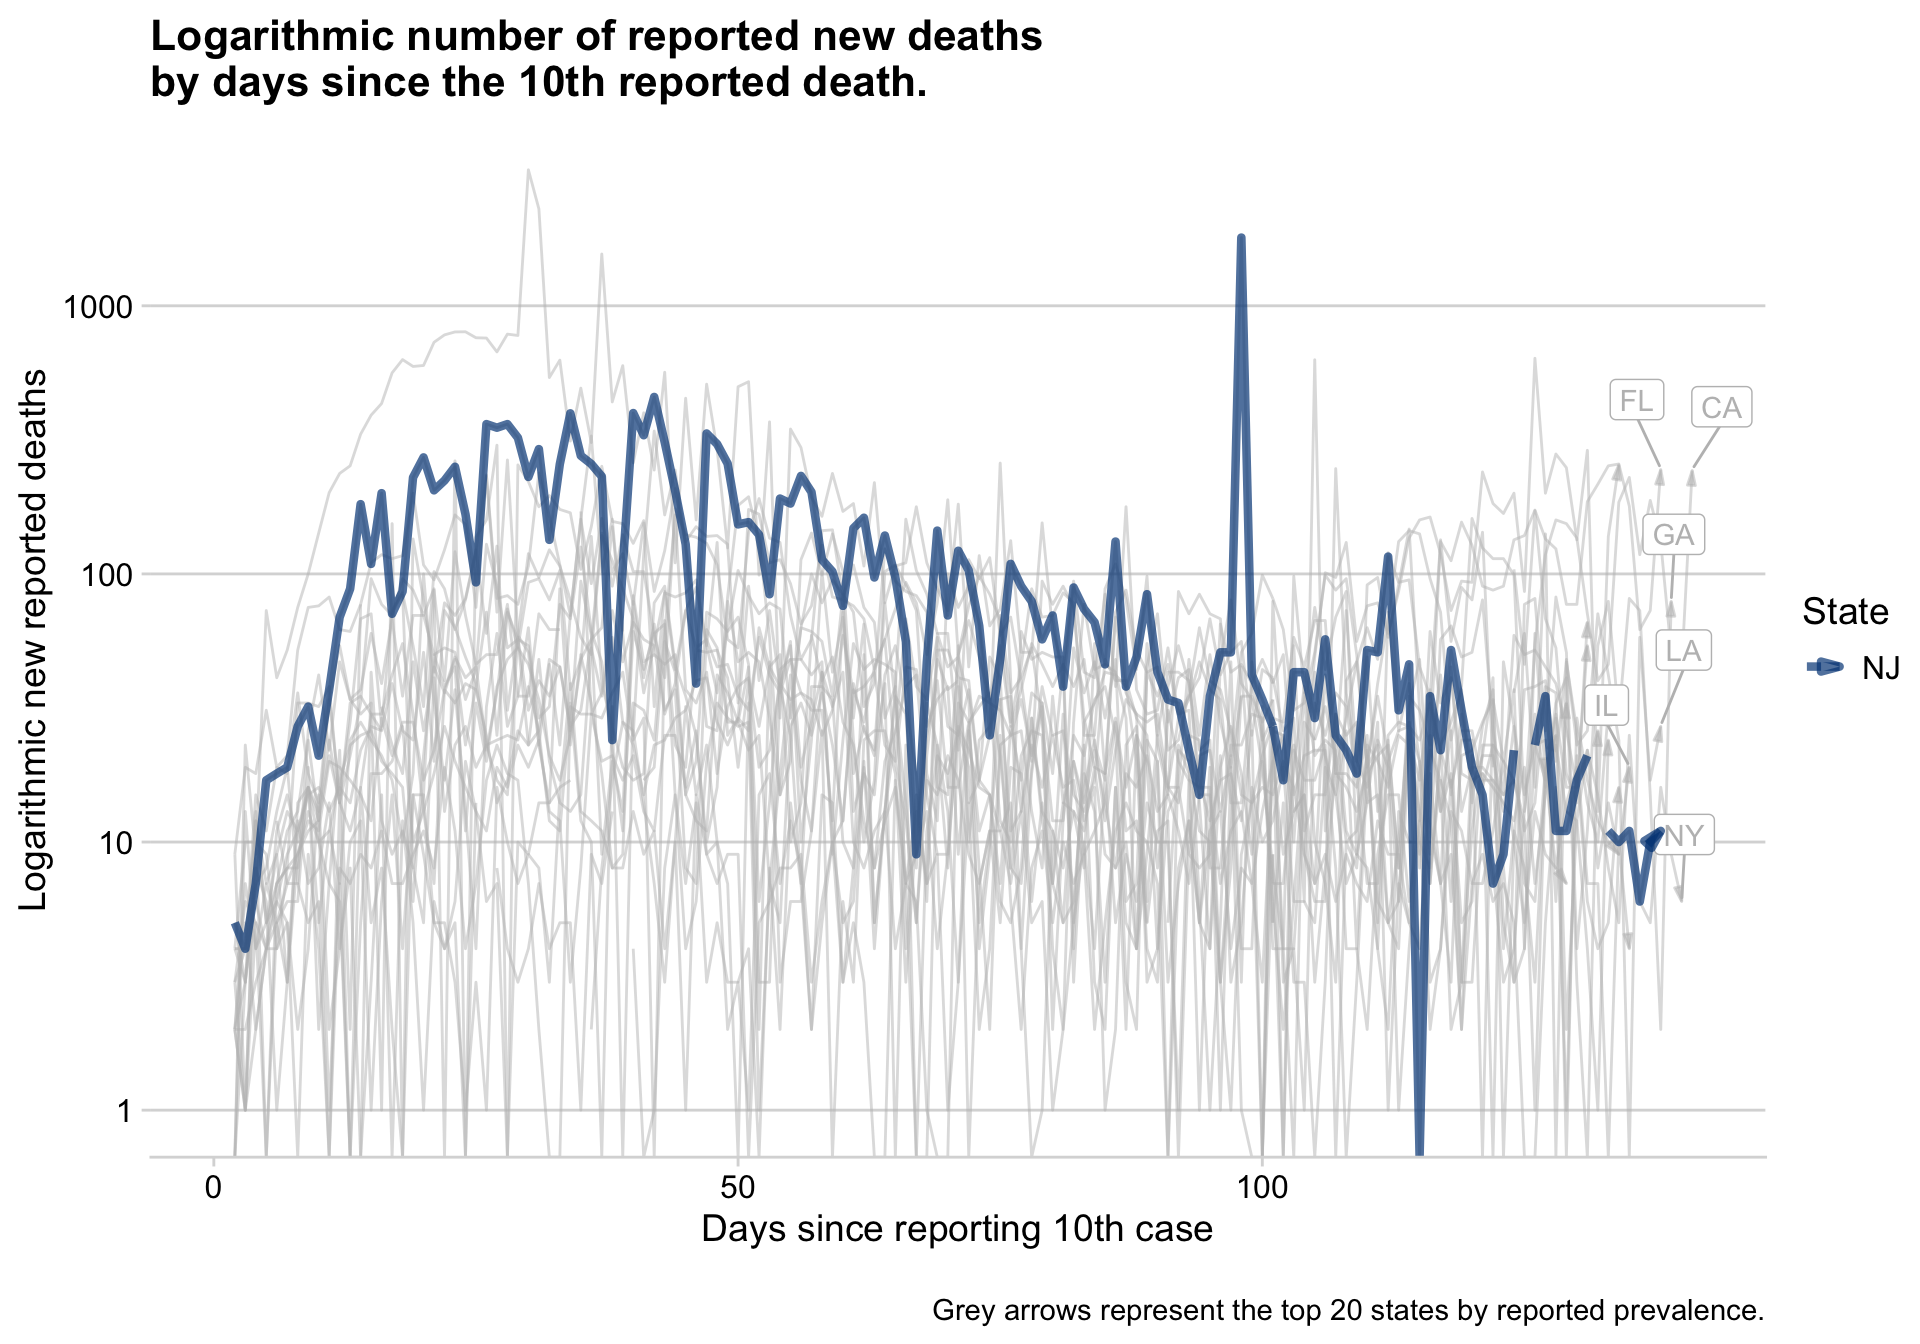 Logarithmic number of reported new deaths
by days since the 10th reported death.
Logarithmic new reported deaths
1000
100
10
1
FL
CA
GA
LA
IL
NY
State
NJ
0
50
100
Days since reporting 10th case
Grey arrows represent the top 20 states by reported prevalence.